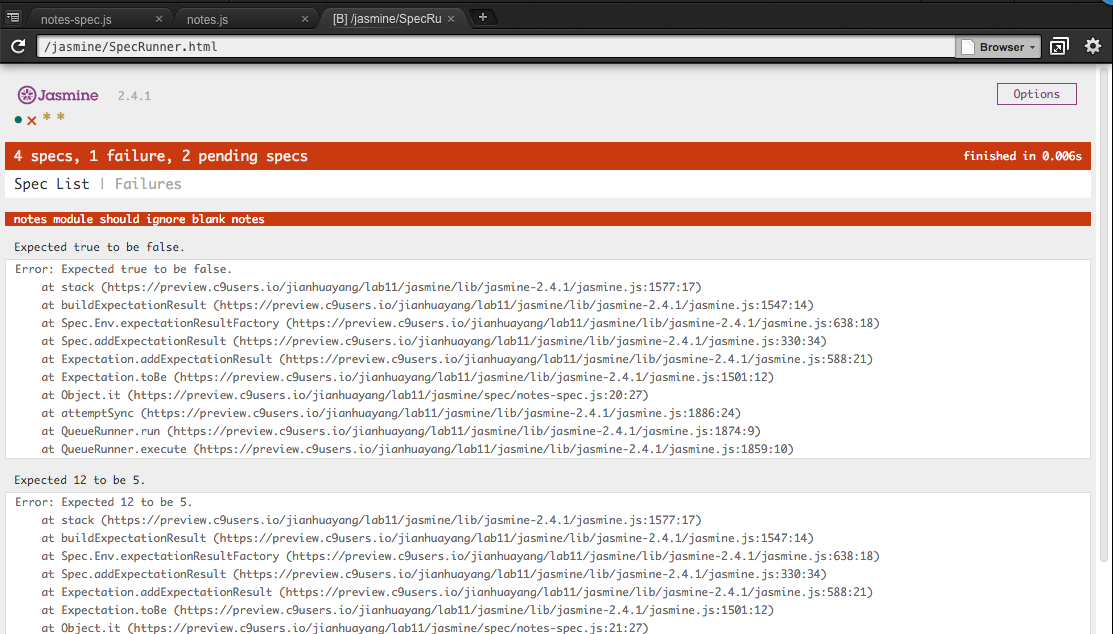 notes-spec.js × notes.js × [B] /jasmine/SpecRu × +
/jasmine/SpecRunner.html Browser
Jasmine 2.4.1 Options
4 specs, 1 failure, 2 pending specs finished in 0.006s
Spec List | Failures
notes module should ignore blank notes
Expected true to be false.
Error: Expected true to be false.
at stack (https://preview.c9users.io/jianhuayang/lab11/jasmine/lib/jasmine-2.4.1/jasmine.js:1577:17)
at buildExpectationResult (https://preview.c9users.io/jianhuayang/lab11/jasmine/lib/jasmine-2.4.1/jasmine.js:1547:14)
at Spec.Env.expectationResultFactory (https://preview.c9users.io/jianhuayang/lab11/jasmine/lib/jasmine-2.4.1/jasmine.js:638:18)
at Spec.addExpectationResult (https://preview.c9users.io/jianhuayang/lab11/jasmine/lib/jasmine-2.4.1/jasmine.js:330:34)
at Expectation.addExpectationResult (https://preview.c9users.io/jianhuayang/lab11/jasmine/lib/jasmine-2.4.1/jasmine.js:588:21)
at Expectation.toBe (https://preview.c9users.io/jianhuayang/lab11/jasmine/lib/jasmine-2.4.1/jasmine.js:1501:12)
at Object.it (https://preview.c9users.io/jianhuayang/lab11/jasmine/spec/notes-spec.js:20:27)
at attemptSync (https://preview.c9users.io/jianhuayang/lab11/jasmine/lib/jasmine-2.4.1/jasmine.js:1886:24)
at QueueRunner.run (https://preview.c9users.io/jianhuayang/lab11/jasmine/lib/jasmine-2.4.1/jasmine.js:1874:9)
at QueueRunner.execute (https://preview.c9users.io/jianhuayang/lab11/jasmine/lib/jasmine-2.4.1/jasmine.js:1859:10)
Expected 12 to be 5.
Error: Expected 12 to be 5.
at stack (https://preview.c9users.io/jianhuayang/lab11/jasmine/lib/jasmine-2.4.1/jasmine.js:1577:17)
at buildExpectationResult (https://preview.c9users.io/jianhuayang/lab11/jasmine/lib/jasmine-2.4.1/jasmine.js:1547:14)
at Spec.Env.expectationResultFactory (https://preview.c9users.io/jianhuayang/lab11/jasmine/lib/jasmine-2.4.1/jasmine.js:638:18)
at Spec.addExpectationResult (https://preview.c9users.io/jianhuayang/lab11/jasmine/lib/jasmine-2.4.1/jasmine.js:330:34)
at Expectation.addExpectationResult (https://preview.c9users.io/jianhuayang/lab11/jasmine/lib/jasmine-2.4.1/jasmine.js:588:21)
at Expectation.toBe (https://preview.c9users.io/jianhuayang/lab11/jasmine/lib/jasmine-2.4.1/jasmine.js:1501:12)
at Object.it (https://preview.c9users.io/jianhuayang/lab11/jasmine/spec/notes-spec.js:21:27)